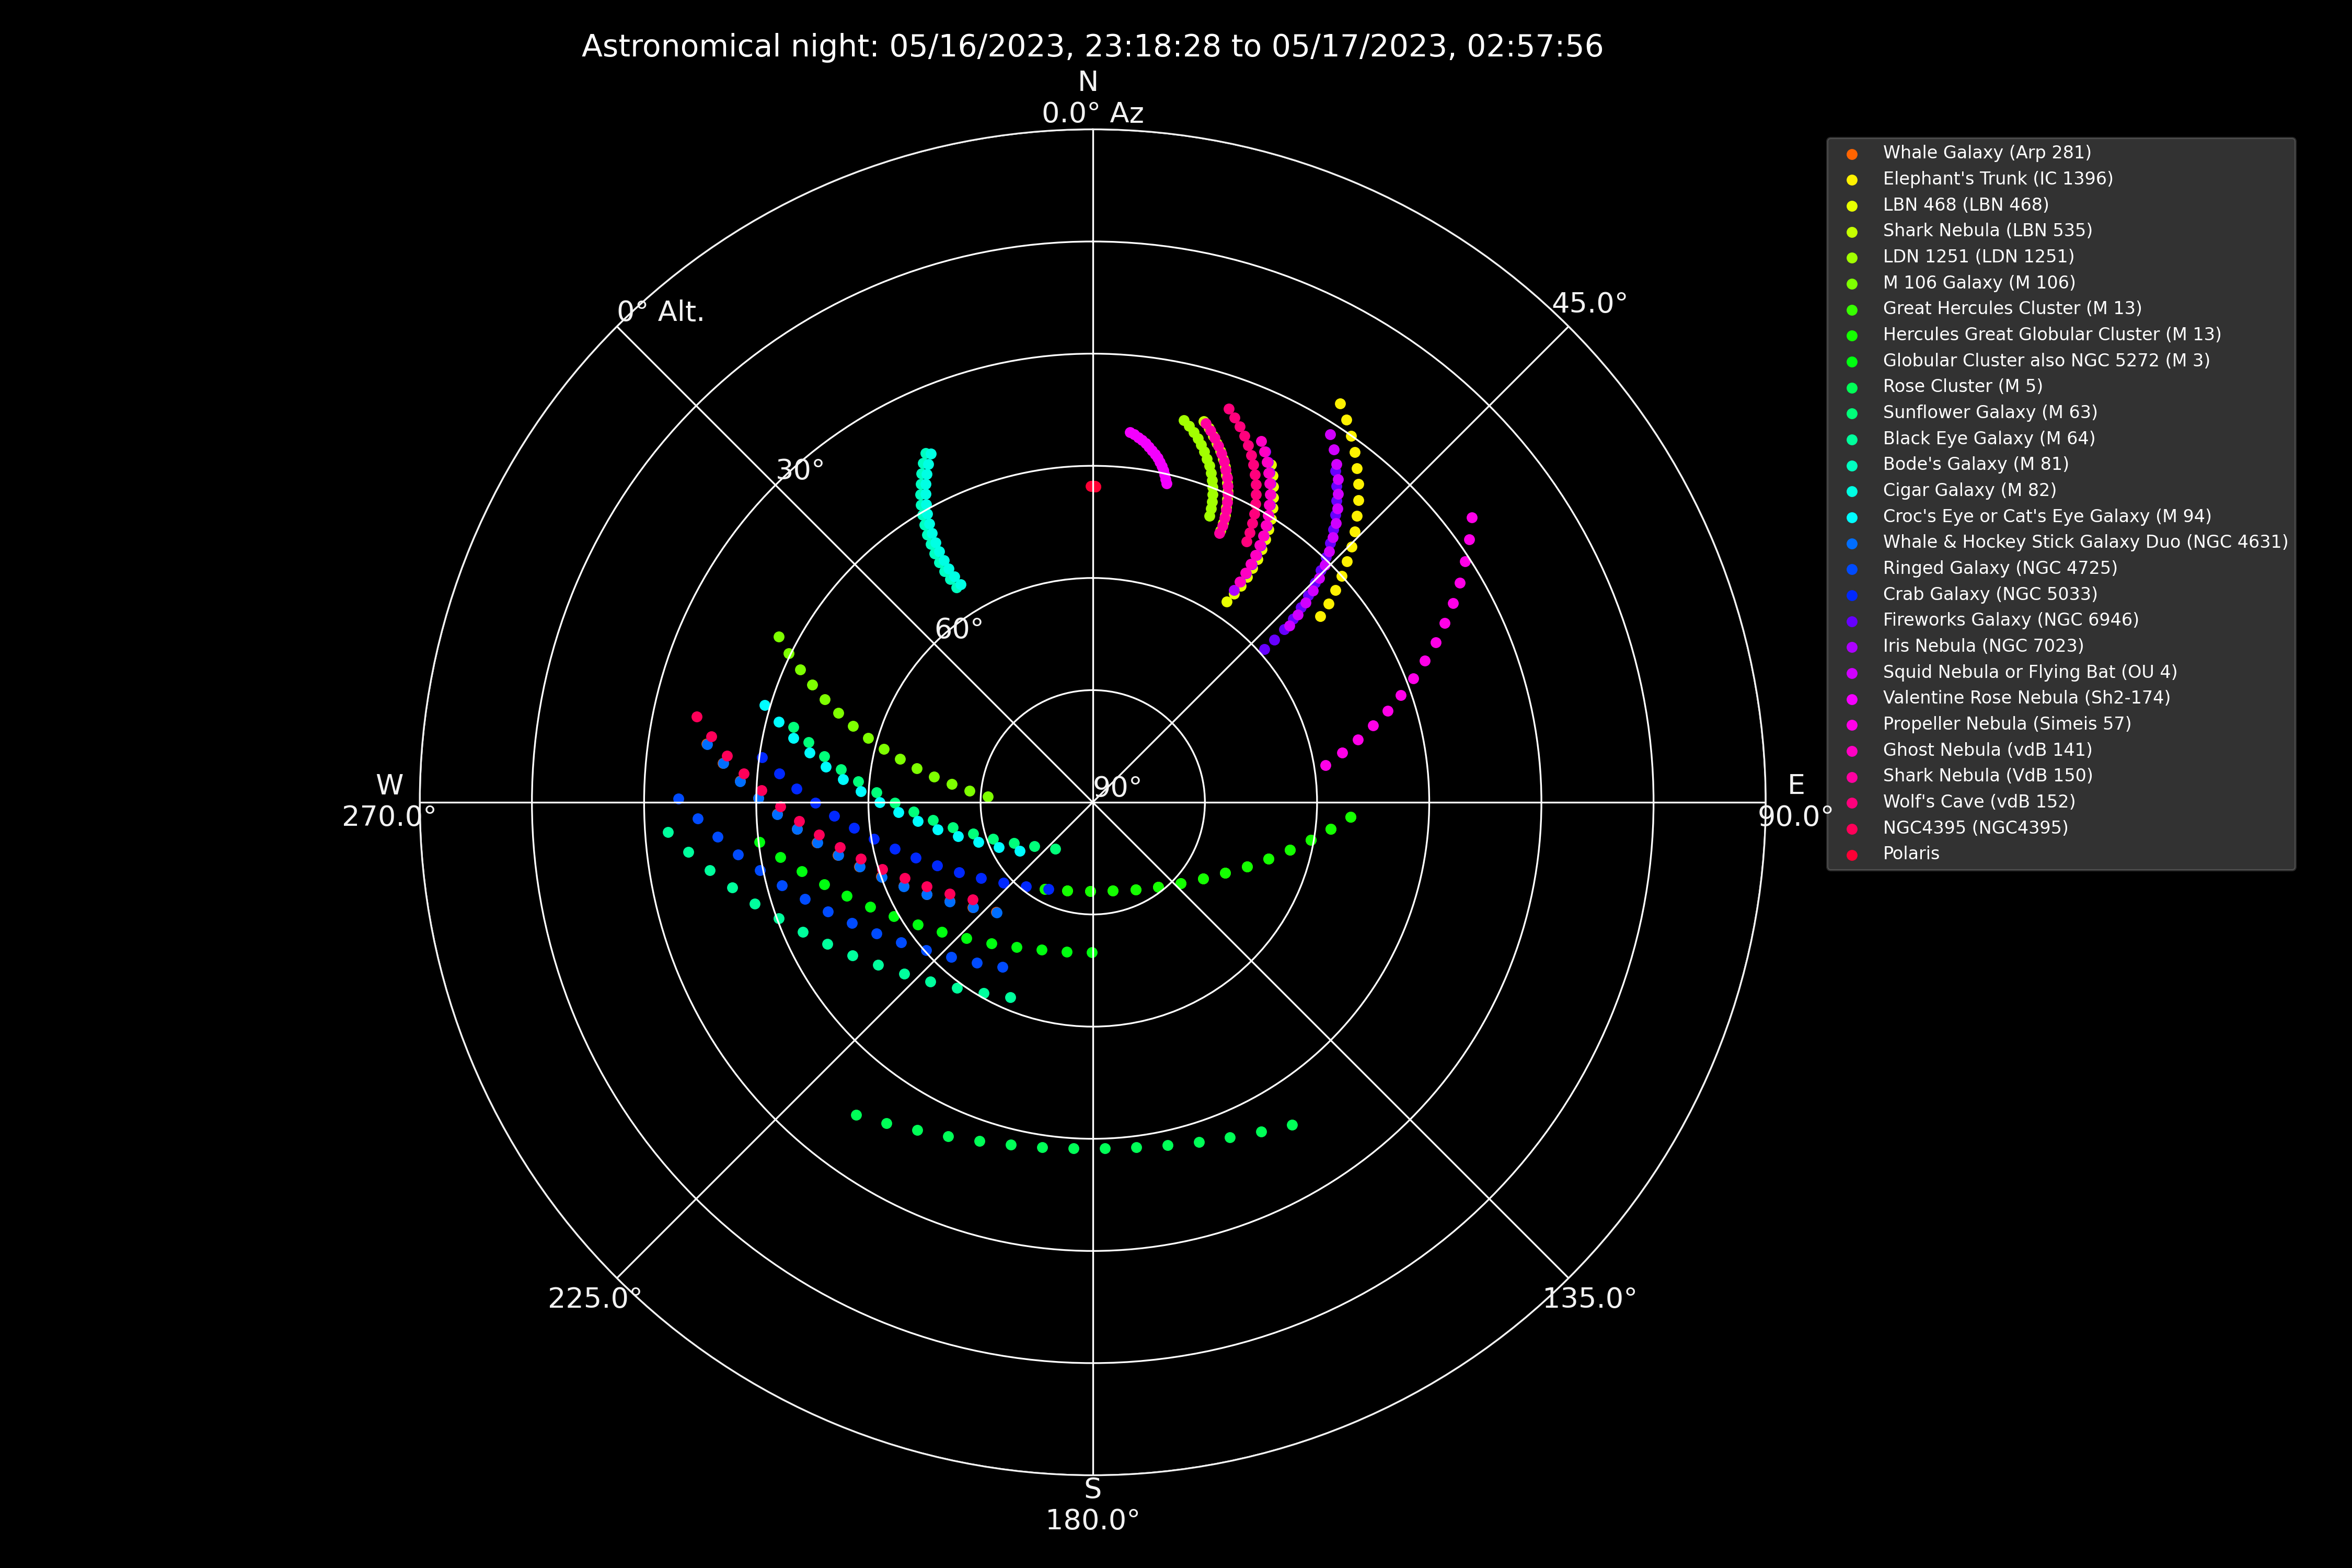 Astronomical night: 05/16/2023, 23:18:28 to 05/17/2023, 02:57:56
N
0.0° Az
45.0°
0° Alt.
30°
60°
90°
W
270.0°
E
90.0°
225.0°
135.0°
S
180.0°
Whale Galaxy (Arp 281)
Elephant's Trunk (IC 1396)
LBN 468 (LBN 468)
Shark Nebula (LBN 535)
LDN 1251 (LDN 1251)
M 106 Galaxy (M 106)
Great Hercules Cluster (M 13)
Hercules Great Globular Cluster (M 13)
Globular Cluster also NGC 5272 (M 3)
Rose Cluster (M 5)
Sunflower Galaxy (M 63)
Black Eye Galaxy (M 64)
Bode's Galaxy (M 81)
Cigar Galaxy (M 82)
Croc's Eye or Cat's Eye Galaxy (M 94)
Whale & Hockey Stick Galaxy Duo (NGC 4631)
Ringed Galaxy (NGC 4725)
Crab Galaxy (NGC 5033)
Fireworks Galaxy (NGC 6946)
Iris Nebula (NGC 7023)
Squid Nebula or Flying Bat (OU 4)
Valentine Rose Nebula (Sh2-174)
Propeller Nebula (Simeis 57)
Ghost Nebula (vdB 141)
Shark Nebula (VdB 150)
Wolf's Cave (vdB 152)
NGC4395 (NGC4395)
Polaris